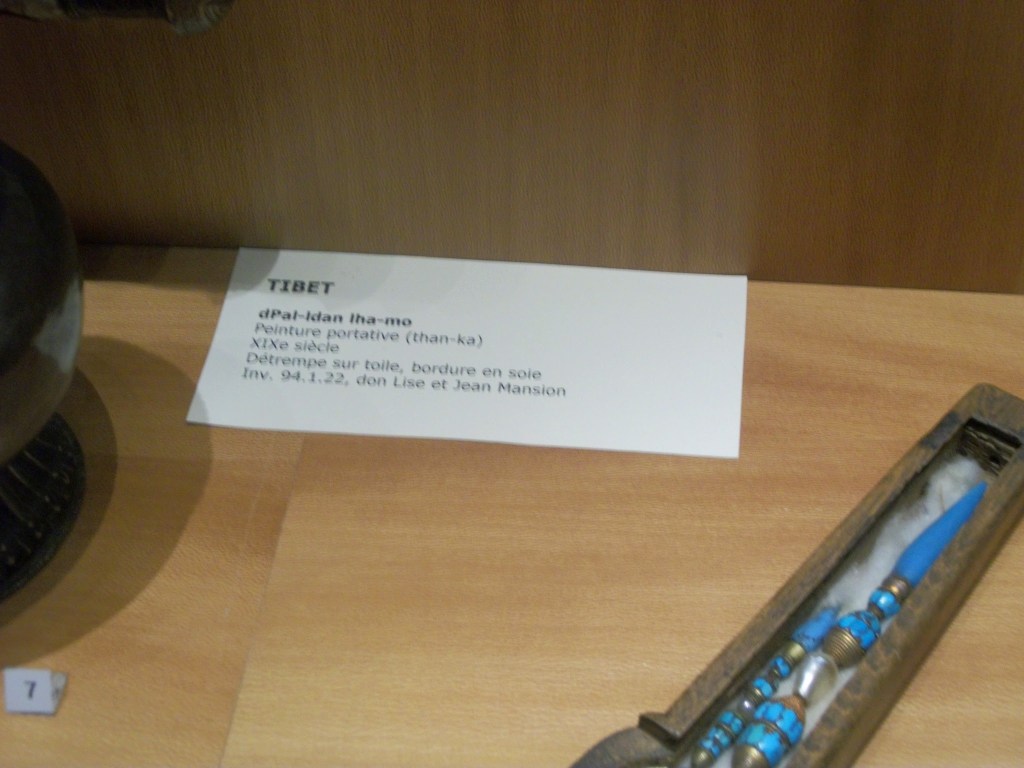 TIBET
dPal-ldan lha-mo
Peinture portative (than-ka)
XIXe siècle
Détrempe sur toile, bordure en soie
Inv. 94.1.22, don Lise et Jean Mansion
7